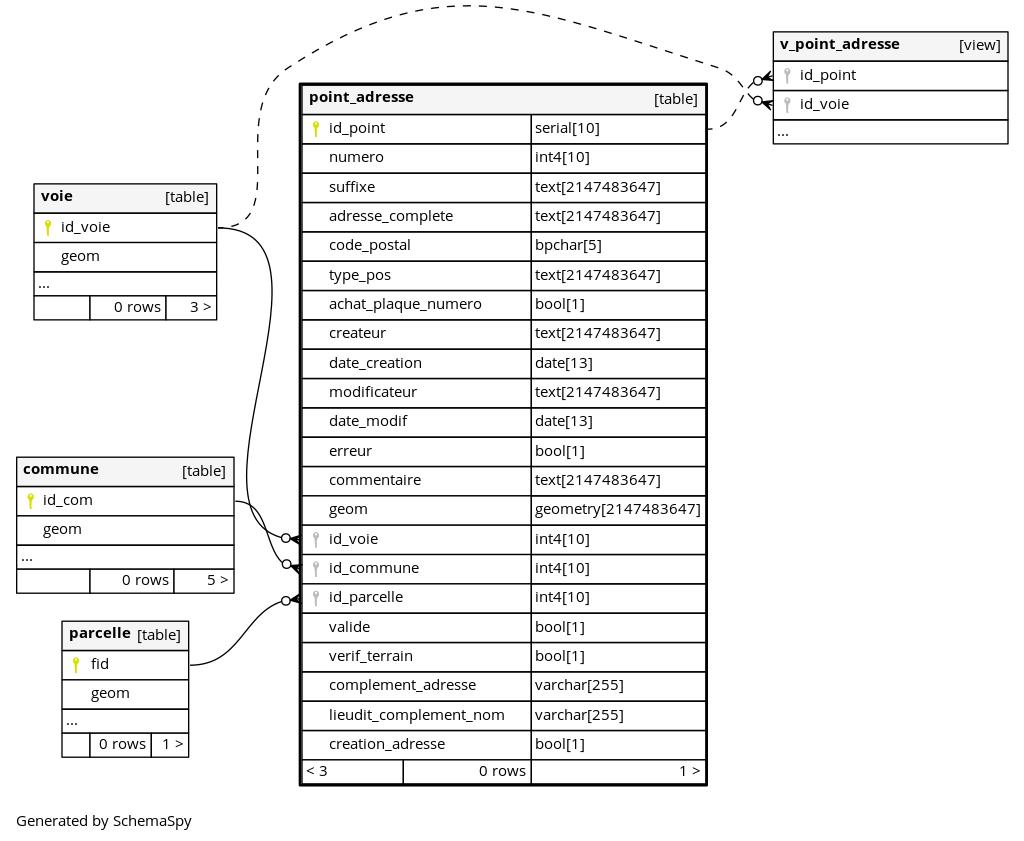 v_point_adresse [view]
id_point
id_voie
...
point_adresse [table]
id_point serial[10]
numero int4[10]
suffixe text[2147483647]
adresse_complete text[2147483647]
code_postal bpchar[5]
type_pos text[2147483647]
achat_plaque_numero bool[1]
createur text[2147483647]
date_creation date[13]
modificateur text[2147483647]
date_modif date[13]
erreur bool[1]
commentaire text[2147483647]
geom geometry[2147483647]
id_voie int4[10]
id_commune int4[10]
id_parcelle int4[10]
valide bool[1]
verif_terrain bool[1]
complement_adresse varchar[255]
lieudit_complement_nom varchar[255]
creation_adresse bool[1]
< 3 0 rows 1 >
voie [table]
id_voie
geom
...
0 rows 3 >
commune [table]
id_com
geom
...
0 rows 5 >
parcelle [table]
fid
geom
...
0 rows 1 >
Generated by SchemaSpy